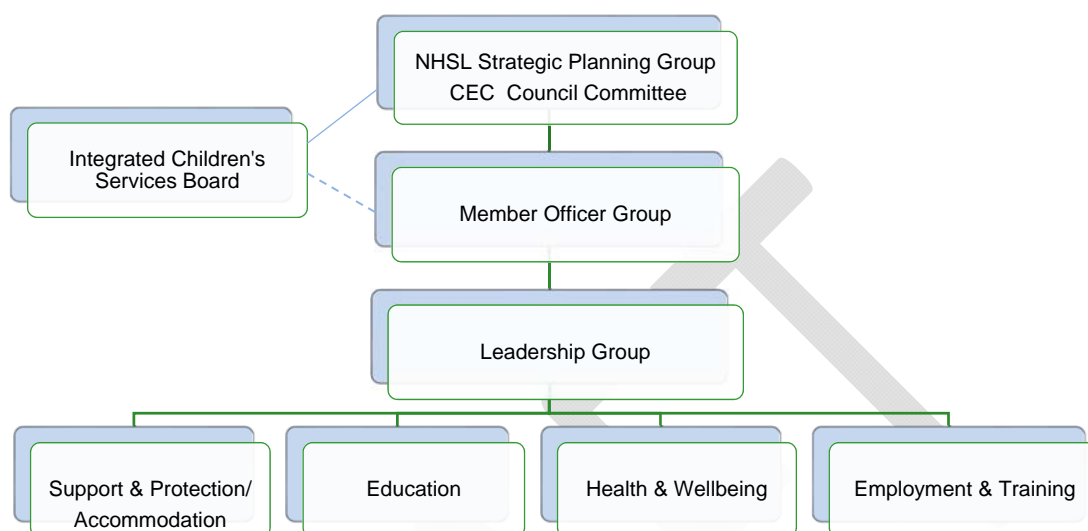 NHSL Strategic Planning Group
CEC Council Committee
Integrated Children's
Services Board
Member Officer Group
Leadership Group
Support & Protection/
Accommodation
Education
Health & Wellbeing
Employment & Training